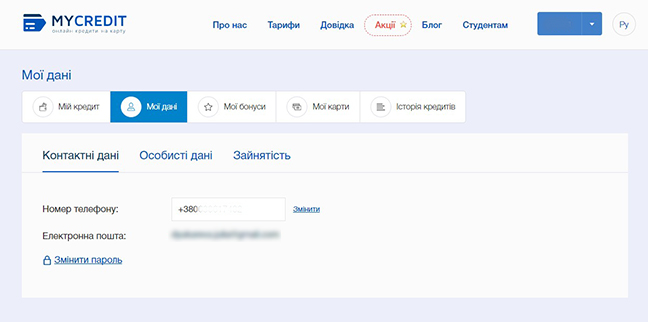 MYCREDIT
онлайн кредити на карту
Про нас Тарифи Довідка Акції Блог Студентам Ру
Мої дані
Мій кредит Мої дані Мої бонуси Мої карти Історія кредитів
Контактні дані Особисті дані Зайнятість
Номер телефону: +380 Змінити
Електронна пошта:
Змінити пароль